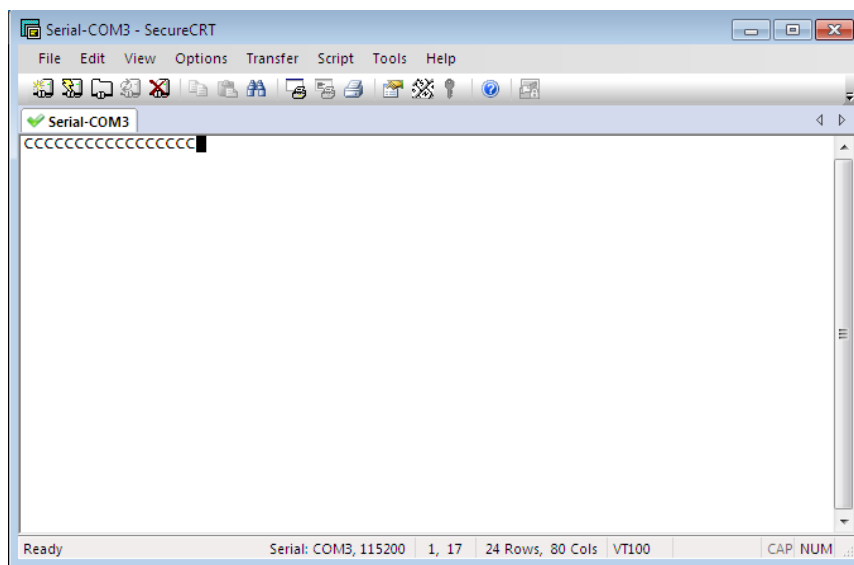 Serial-COM3 - SecureCRT
File Edit View Options Transfer Script Tools Help
Serial-COM3
CCCCCCCCCCCCCCCCC
Ready Serial: COM3, 115200 1, 17 24 Rows, 80 Cols VT100 CAP NUM